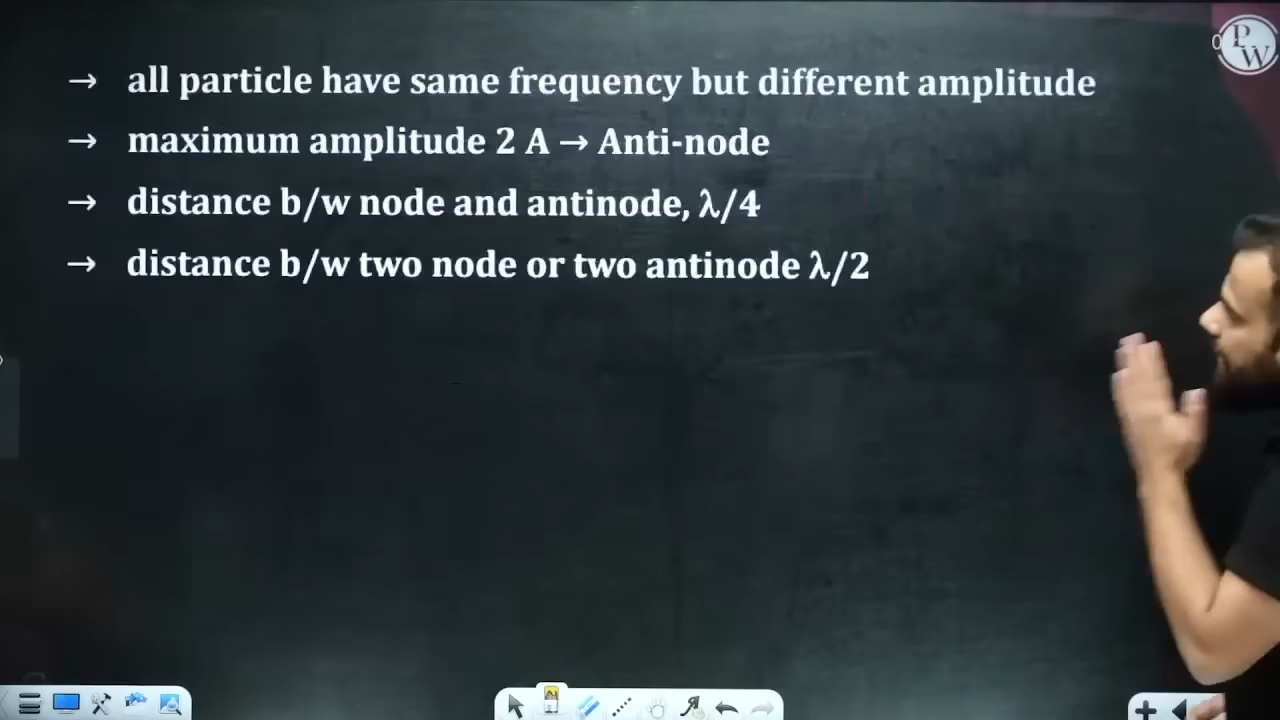 → all particle have same frequency but different amplitude
→ maximum amplitude 2 A → Anti-node
→ distance b/w node and antinode, λ/4
→ distance b/w two node or two antinode λ/2
PW